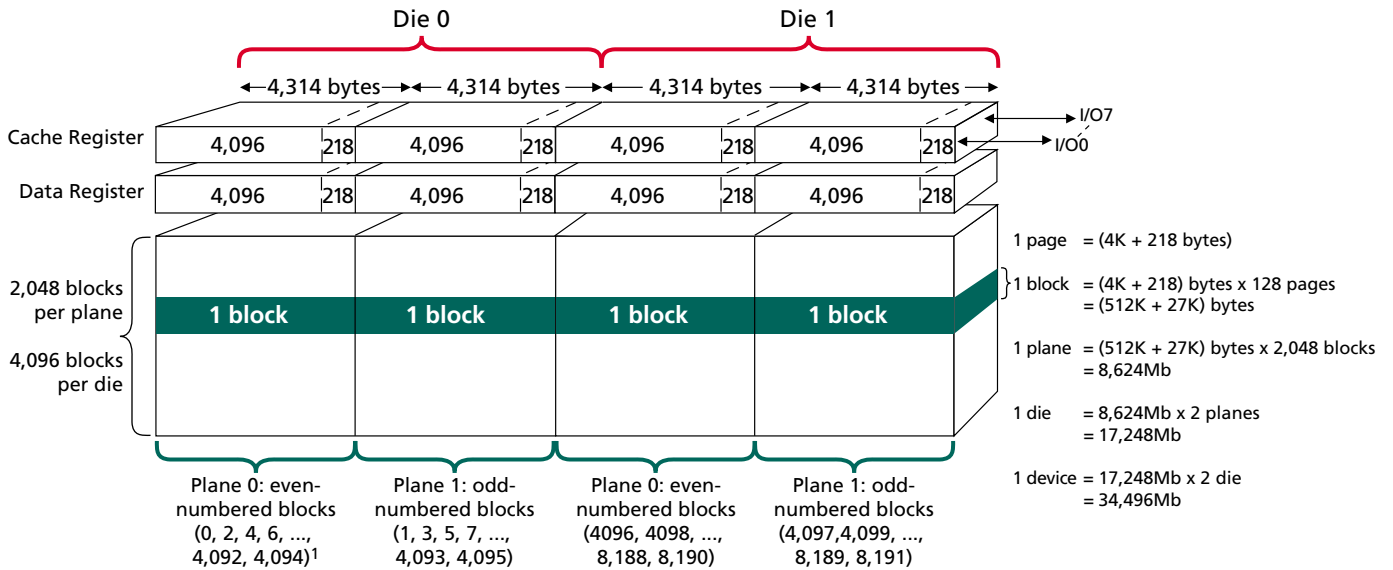 Die 0
Die 1
4,314 bytes
4,314 bytes
4,314 bytes
4,314 bytes
Cache Register
4,096
218
4,096
218
4,096
218
4,096
218
I/O7
I/O0
Data Register
4,096
218
4,096
218
4,096
218
4,096
218
2,048 blocks
per plane
4,096 blocks
per die
1 block
1 block
1 block
1 block
1 page = (4K + 218 bytes)
1 block = (4K + 218) bytes x 128 pages
= (512K + 27K) bytes
1 plane = (512K + 27K) bytes x 2,048 blocks
= 8,624Mb
1 die = 8,624Mb x 2 planes
= 17,248Mb
1 device = 17,248Mb x 2 die
= 34,496Mb
Plane 0: even-
numbered blocks
(0, 2, 4, 6, ...,
4,092, 4,094)1
Plane 1: odd-
numbered blocks
(1, 3, 5, 7, ...,
4,093, 4,095)
Plane 0: even-
numbered blocks
(4096, 4098, ...,
8,188, 8,190)
Plane 1: odd-
numbered blocks
(4,097,4,099, ...,
8,189, 8,191)